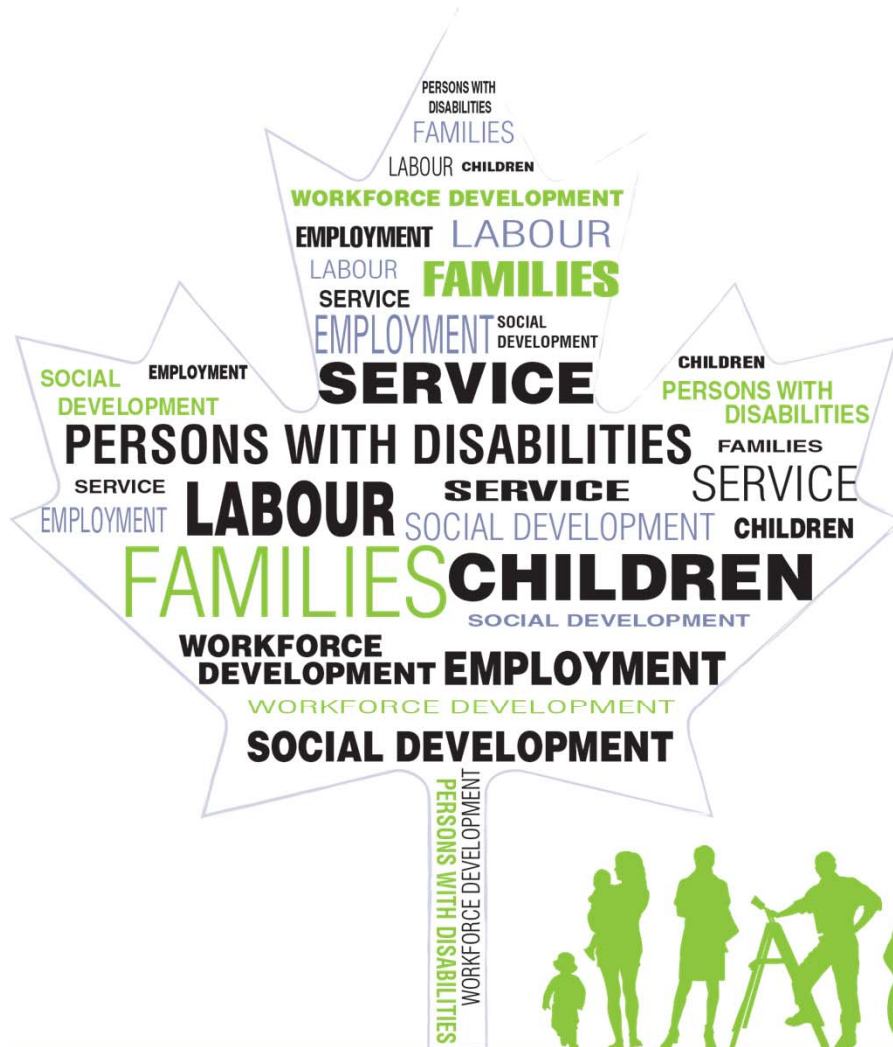 PERSONS WITH
DISABILITIES
FAMILIES
LABOUR CHILDREN
WORKFORCE DEVELOPMENT
EMPLOYMENT LABOUR
LABOUR FAMILIES
SERVICE
EMPLOYMENT SOCIAL
DEVELOPMENT
SERVICE
SOCIAL
DEVELOPMENT
EMPLOYMENT
CHILDREN
PERSONS WITH
DISABILITIES
PERSONS WITH DISABILITIES
FAMILIES
SERVICE
LABOUR
SERVICE
SERVICE
EMPLOYMENT
SOCIAL DEVELOPMENT
CHILDREN
FAMILIES CHILDREN
SOCIAL DEVELOPMENT
WORKFORCE
DEVELOPMENT EMPLOYMENT
WORKFORCE DEVELOPMENT
SOCIAL DEVELOPMENT
PERSONS WITH DISABILITIES
WORKFORCE DEVELOPMENT